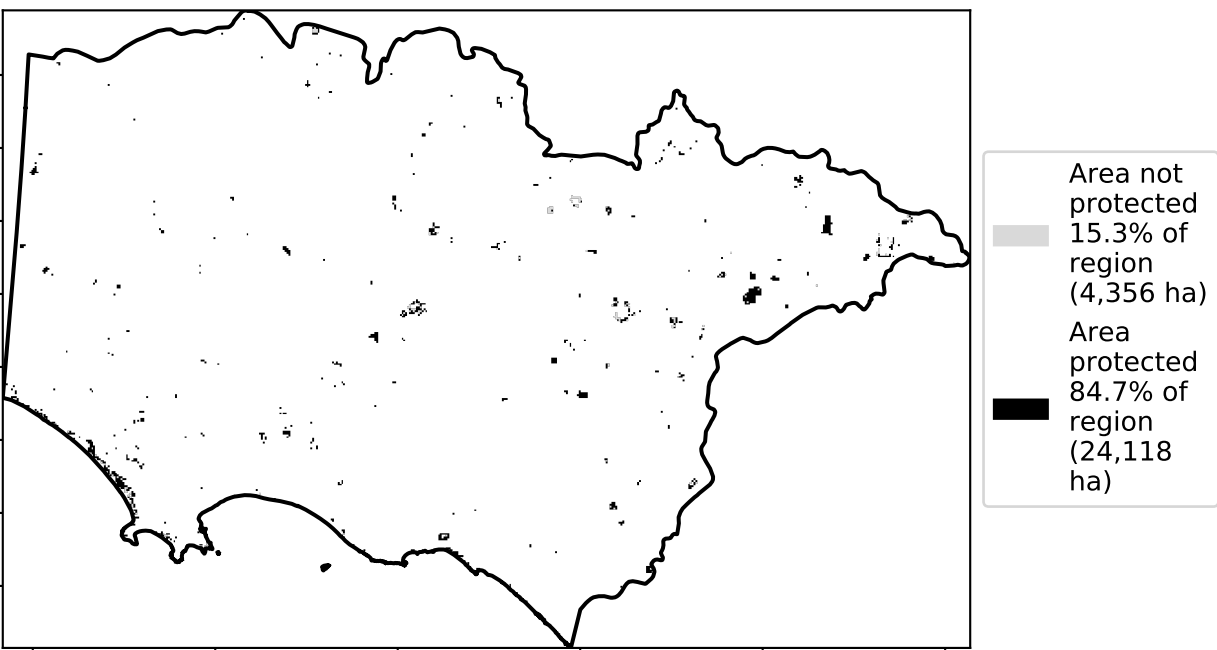 Area not
protected
15.3% of
region
(4,356 ha)
Area
protected
84.7% of
region
(24,118
ha)